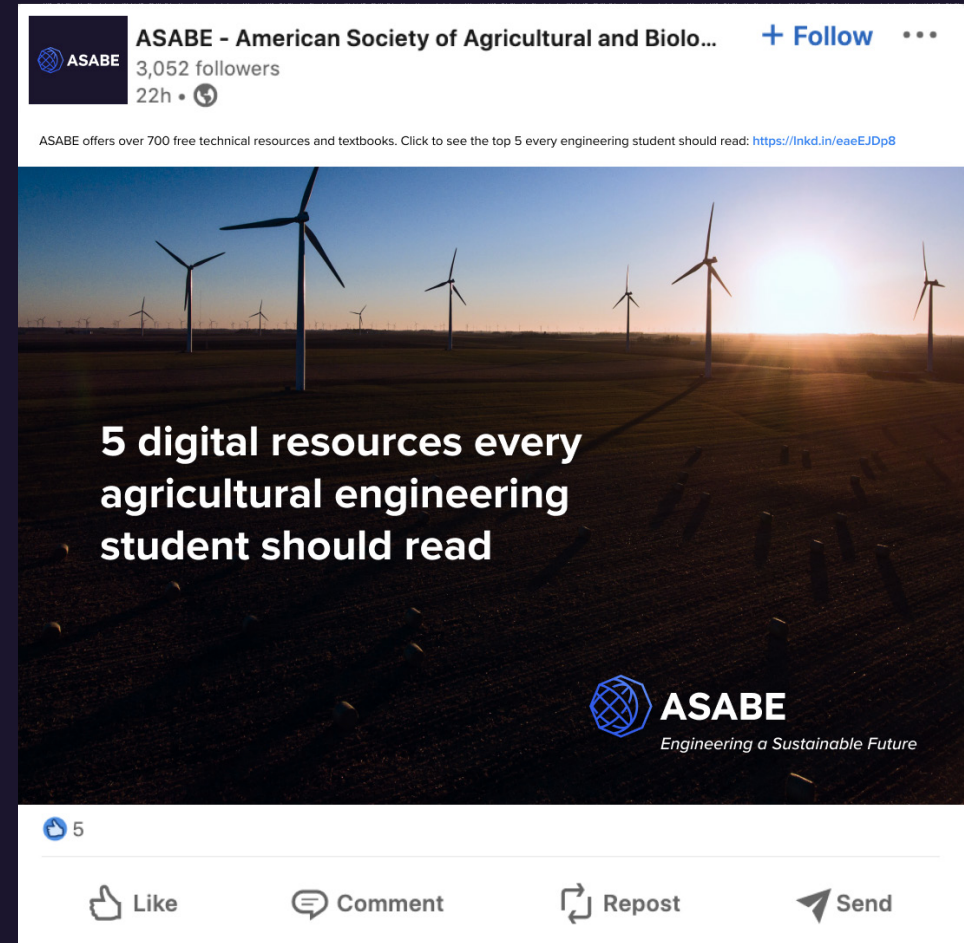 ASABE
ASABE - American Society of Agricultural and Biolo...
+ Follow
3,052 followers
22h •
ASABE offers over 700 free technical resources and textbooks. Click to see the top 5 every engineering student should read: https://lnkd.in/eaeEJDp8
5 digital resources every
agricultural engineering
student should read
ASABE
Engineering a Sustainable Future
5
Like
Comment
Repost
Send